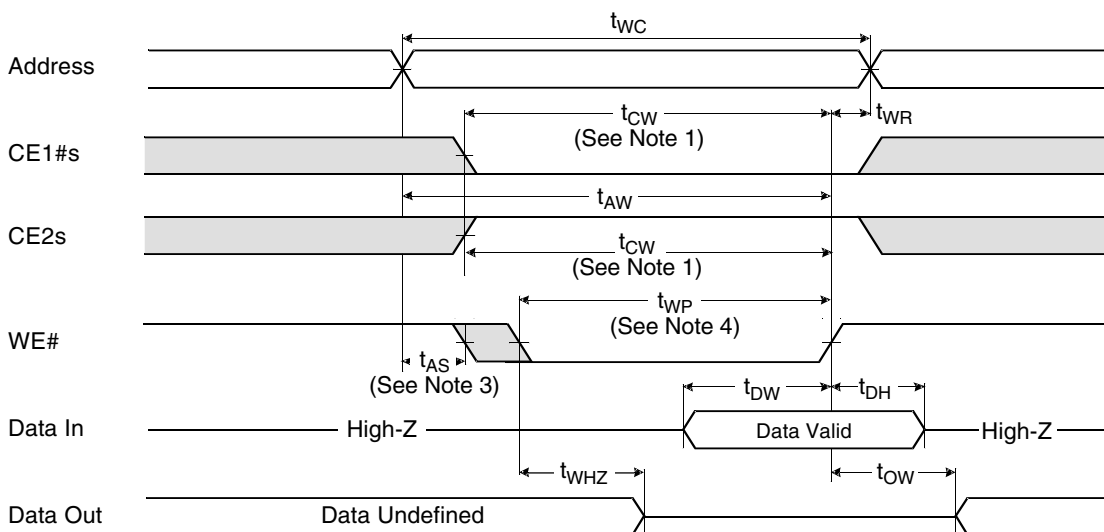 tWC
Address
tCW
(See Note 1)
tWR
CE1#s
tAW
CE2s
tCW
(See Note 1)
tWP
(See Note 4)
WE#
tAS
(See Note 3)
tDW
tDH
Data In
High-Z
Data Valid
High-Z
tWHZ
tOW
Data Out
Data Undefined